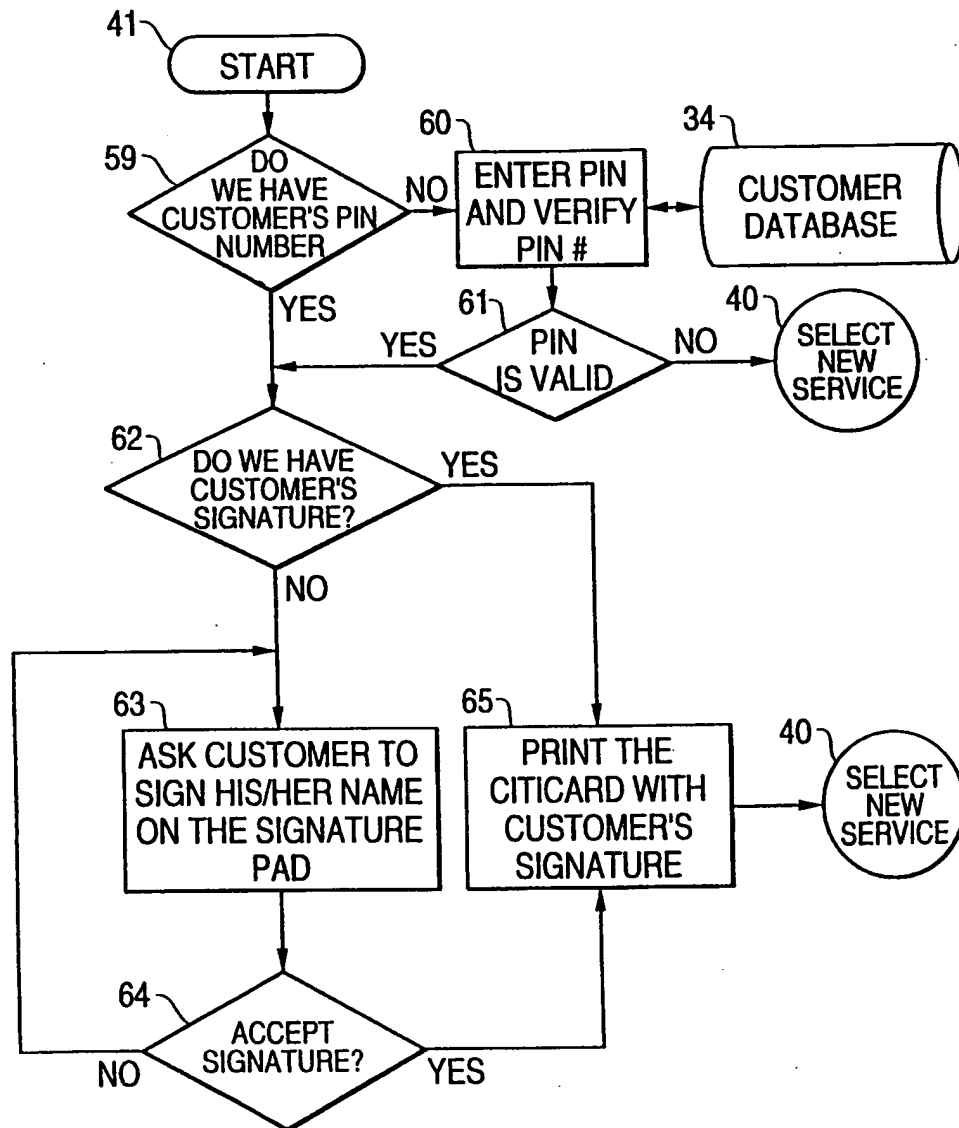 41
START
59
DO
WE HAVE
CUSTOMER'S PIN
NUMBER
NO
60
ENTER PIN
AND VERIFY
PIN #
34
CUSTOMER
DATABASE
YES
61
YES
PIN
IS VALID
NO
40
SELECT
NEW
SERVICE
62
DO WE HAVE
CUSTOMER'S
SIGNATURE?
YES
NO
63
ASK CUSTOMER TO
SIGN HIS/HER NAME
ON THE SIGNATURE
PAD
65
PRINT THE
CITICARD WITH
CUSTOMER'S
SIGNATURE
40
SELECT
NEW
SERVICE
64
ACCEPT
SIGNATURE?
NO
YES